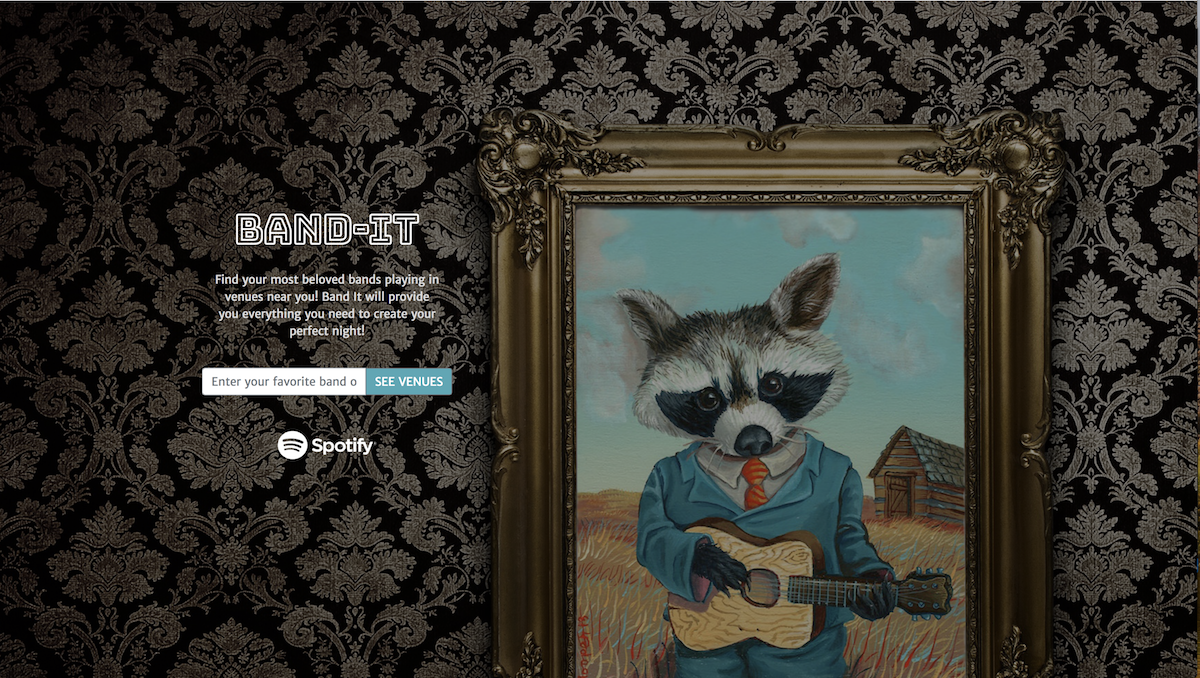 BAND-IT
Find your most beloved bands playing in
venues near you! Band It will provide
you everything you need to create your
perfect night!
Enter your favorite band o
SEE VENUES
Spotify